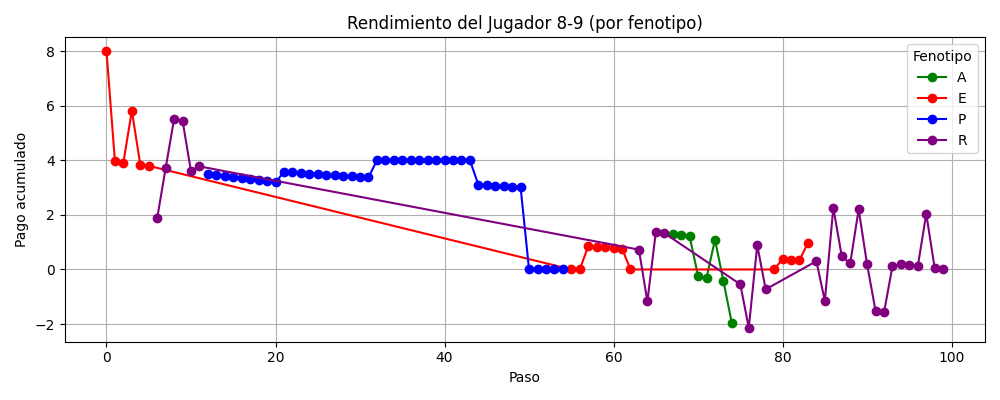 Rendimiento del Jugador 8-9 (por fenotipo)
Pago acumulado
8
6
4
2
0
−2
Fenotipo
A
E
P
R
0 20 40 60 80 100
Paso